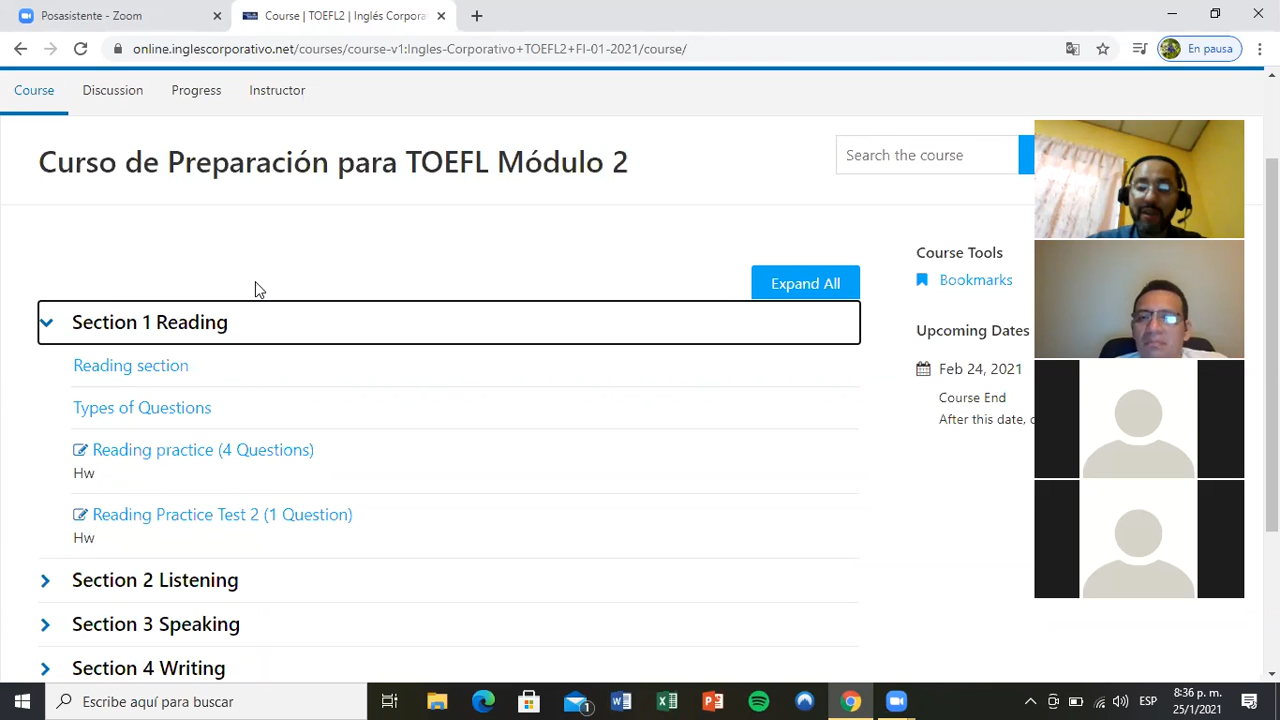 Posasistente - Zoom
Course | TOEFL2 | Inglés Corpora
online.inglescorporativo.net/courses/course-v1:Ingles-Corporativo+TOEFL2+FI-01-2021/course/
En pausa
Course
Discussion
Progress
Instructor
Curso de Preparación para TOEFL Módulo 2
Search the course
Expand All
Section 1 Reading
Reading section
Types of Questions
Reading practice (4 Questions)
Hw
Reading Practice Test 2 (1 Question)
Hw
Section 2 Listening
Section 3 Speaking
Section 4 Writing
Course Tools
Bookmarks
Upcoming Dates
Feb 24, 2021
Course End
After this date, c
Escribe aquí para buscar
1
ESP
8:36 p. m.
25/1/2021